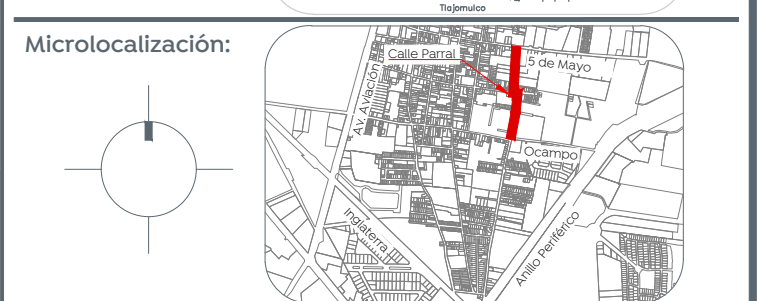 Tlajomulco
Microlocalización:
Calle Parral
5 de Mayo
Av. Aviación
Ocampo
Inglaterra
Anillo Periférico